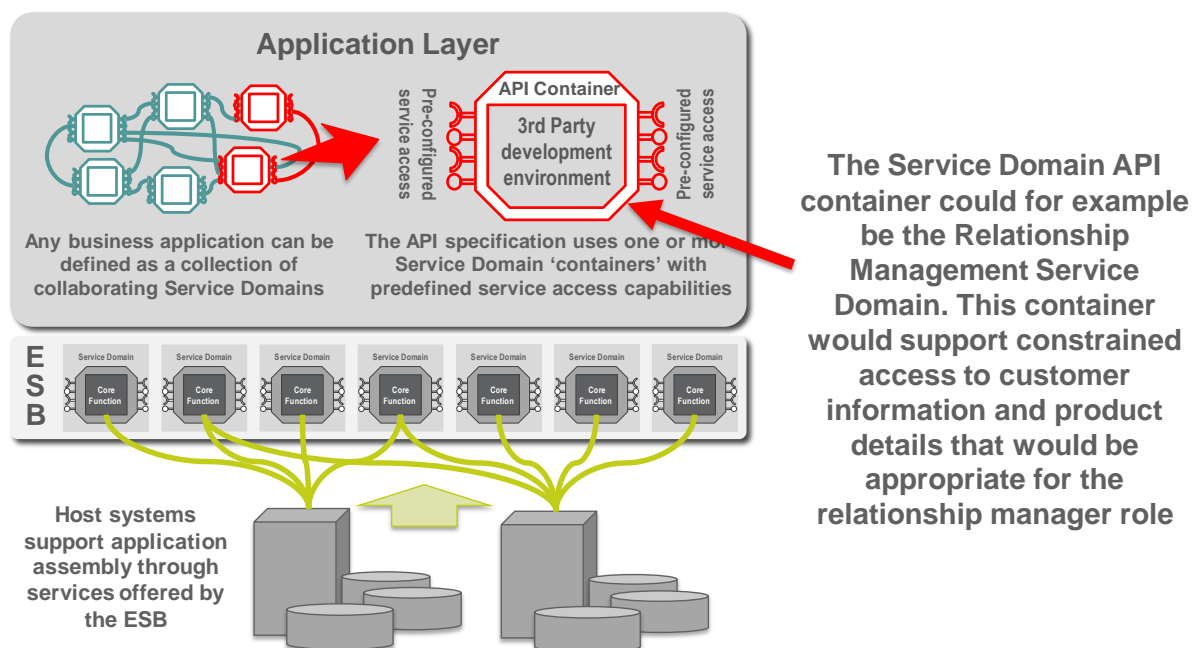 Application Layer
Pre-configured
service access
API Container
3rd Party
development
environment
Pre-configured
service access
Any business application can be
defined as a collection of
collaborating Service Domains
The API specification uses one or mor
Service Domain ‘containers’ with
predefined service access capabilities
The Service Domain API
container could for example
be the Relationship
Management Service
Domain. This container
would support constrained
access to customer
information and product
details that would be
appropriate for the
relationship manager role
E
S
B
Service Domain
Core
Function
Service Domain
Core
Function
Service Domain
Core
Function
Service Domain
Core
Function
Service Domain
Core
Function
Service Domain
Core
Function
Service Domain
Core
Function
Host systems
support application
assembly through
services offered by
the ESB